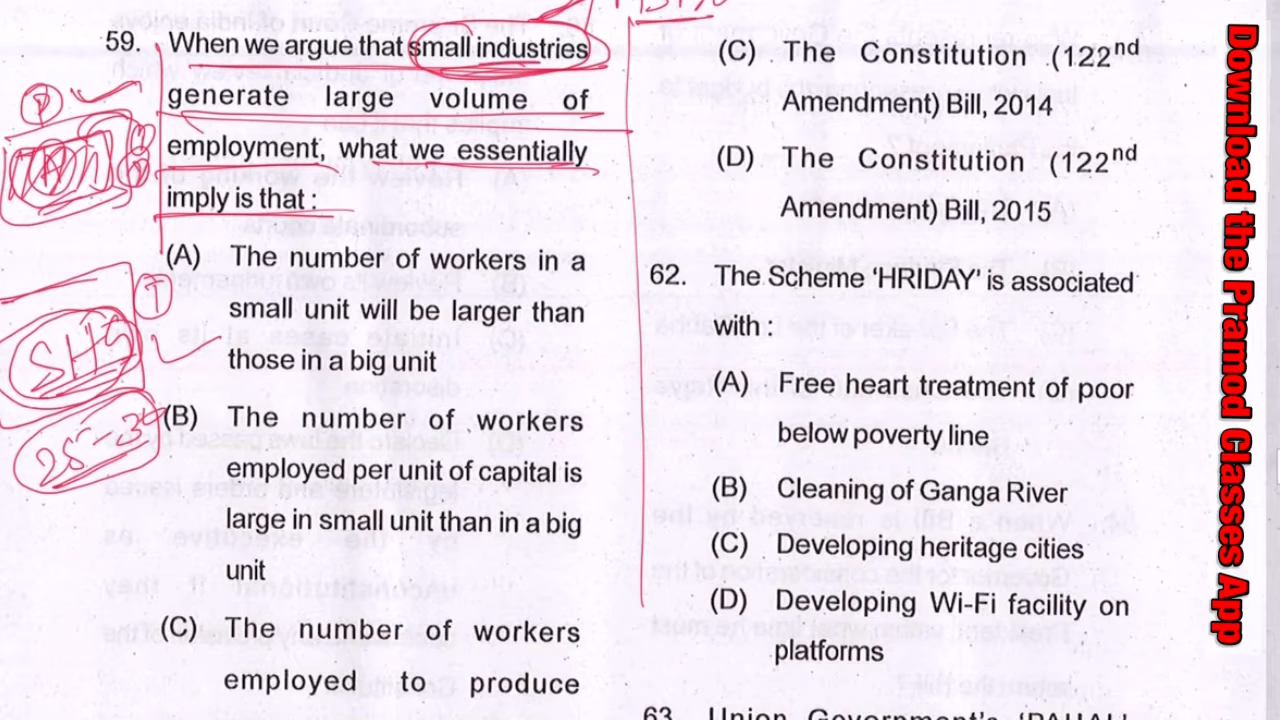 59. When we argue that small industries
generate large volume of
employment, what we essentially
imply is that :
(A) The number of workers in a
small unit will be larger than
those in a big unit
(B) The number of workers
employed per unit of capital is
large in small unit than in a big
unit
(C) The number of workers
employed to produce
(C) The Constitution (122nd
Amendment) Bill, 2014
(D) The Constitution (122nd
Amendment) Bill, 2015
62. The Scheme ‘HRIDAY’ is associated
with :
(A) Free heart treatment of poor
below poverty line
(B) Cleaning of Ganga River
(C) Developing heritage cities
(D) Developing Wi-Fi facility on
platforms
63. Union Government's 'PAHAL'
Download the Pramod Classes App